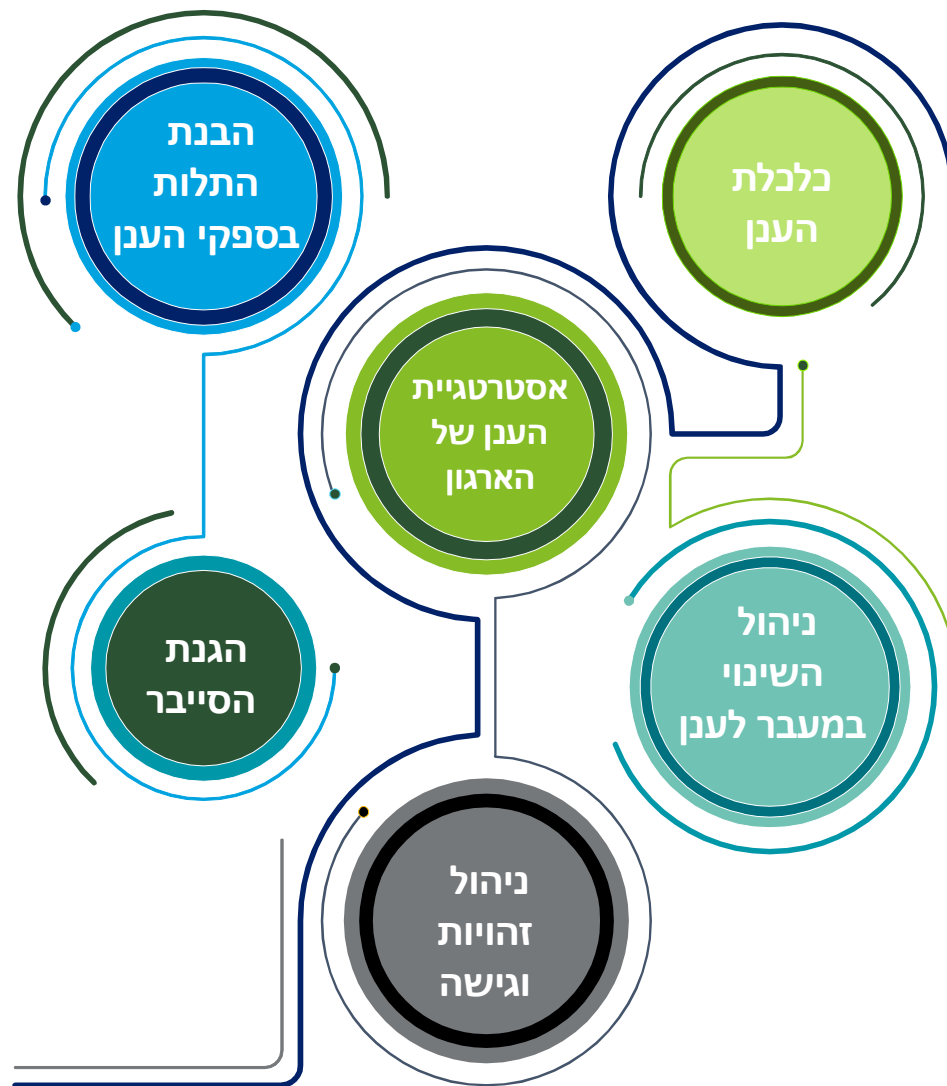 כלכלת
הענן
הבנת
התלות
בספקי הענן
אסטרטגיית
הענן של
הארגון
ניהול
השינוי
במעבר לענן
הגנת
הסייבר
ניהול
זהויות
וגישה